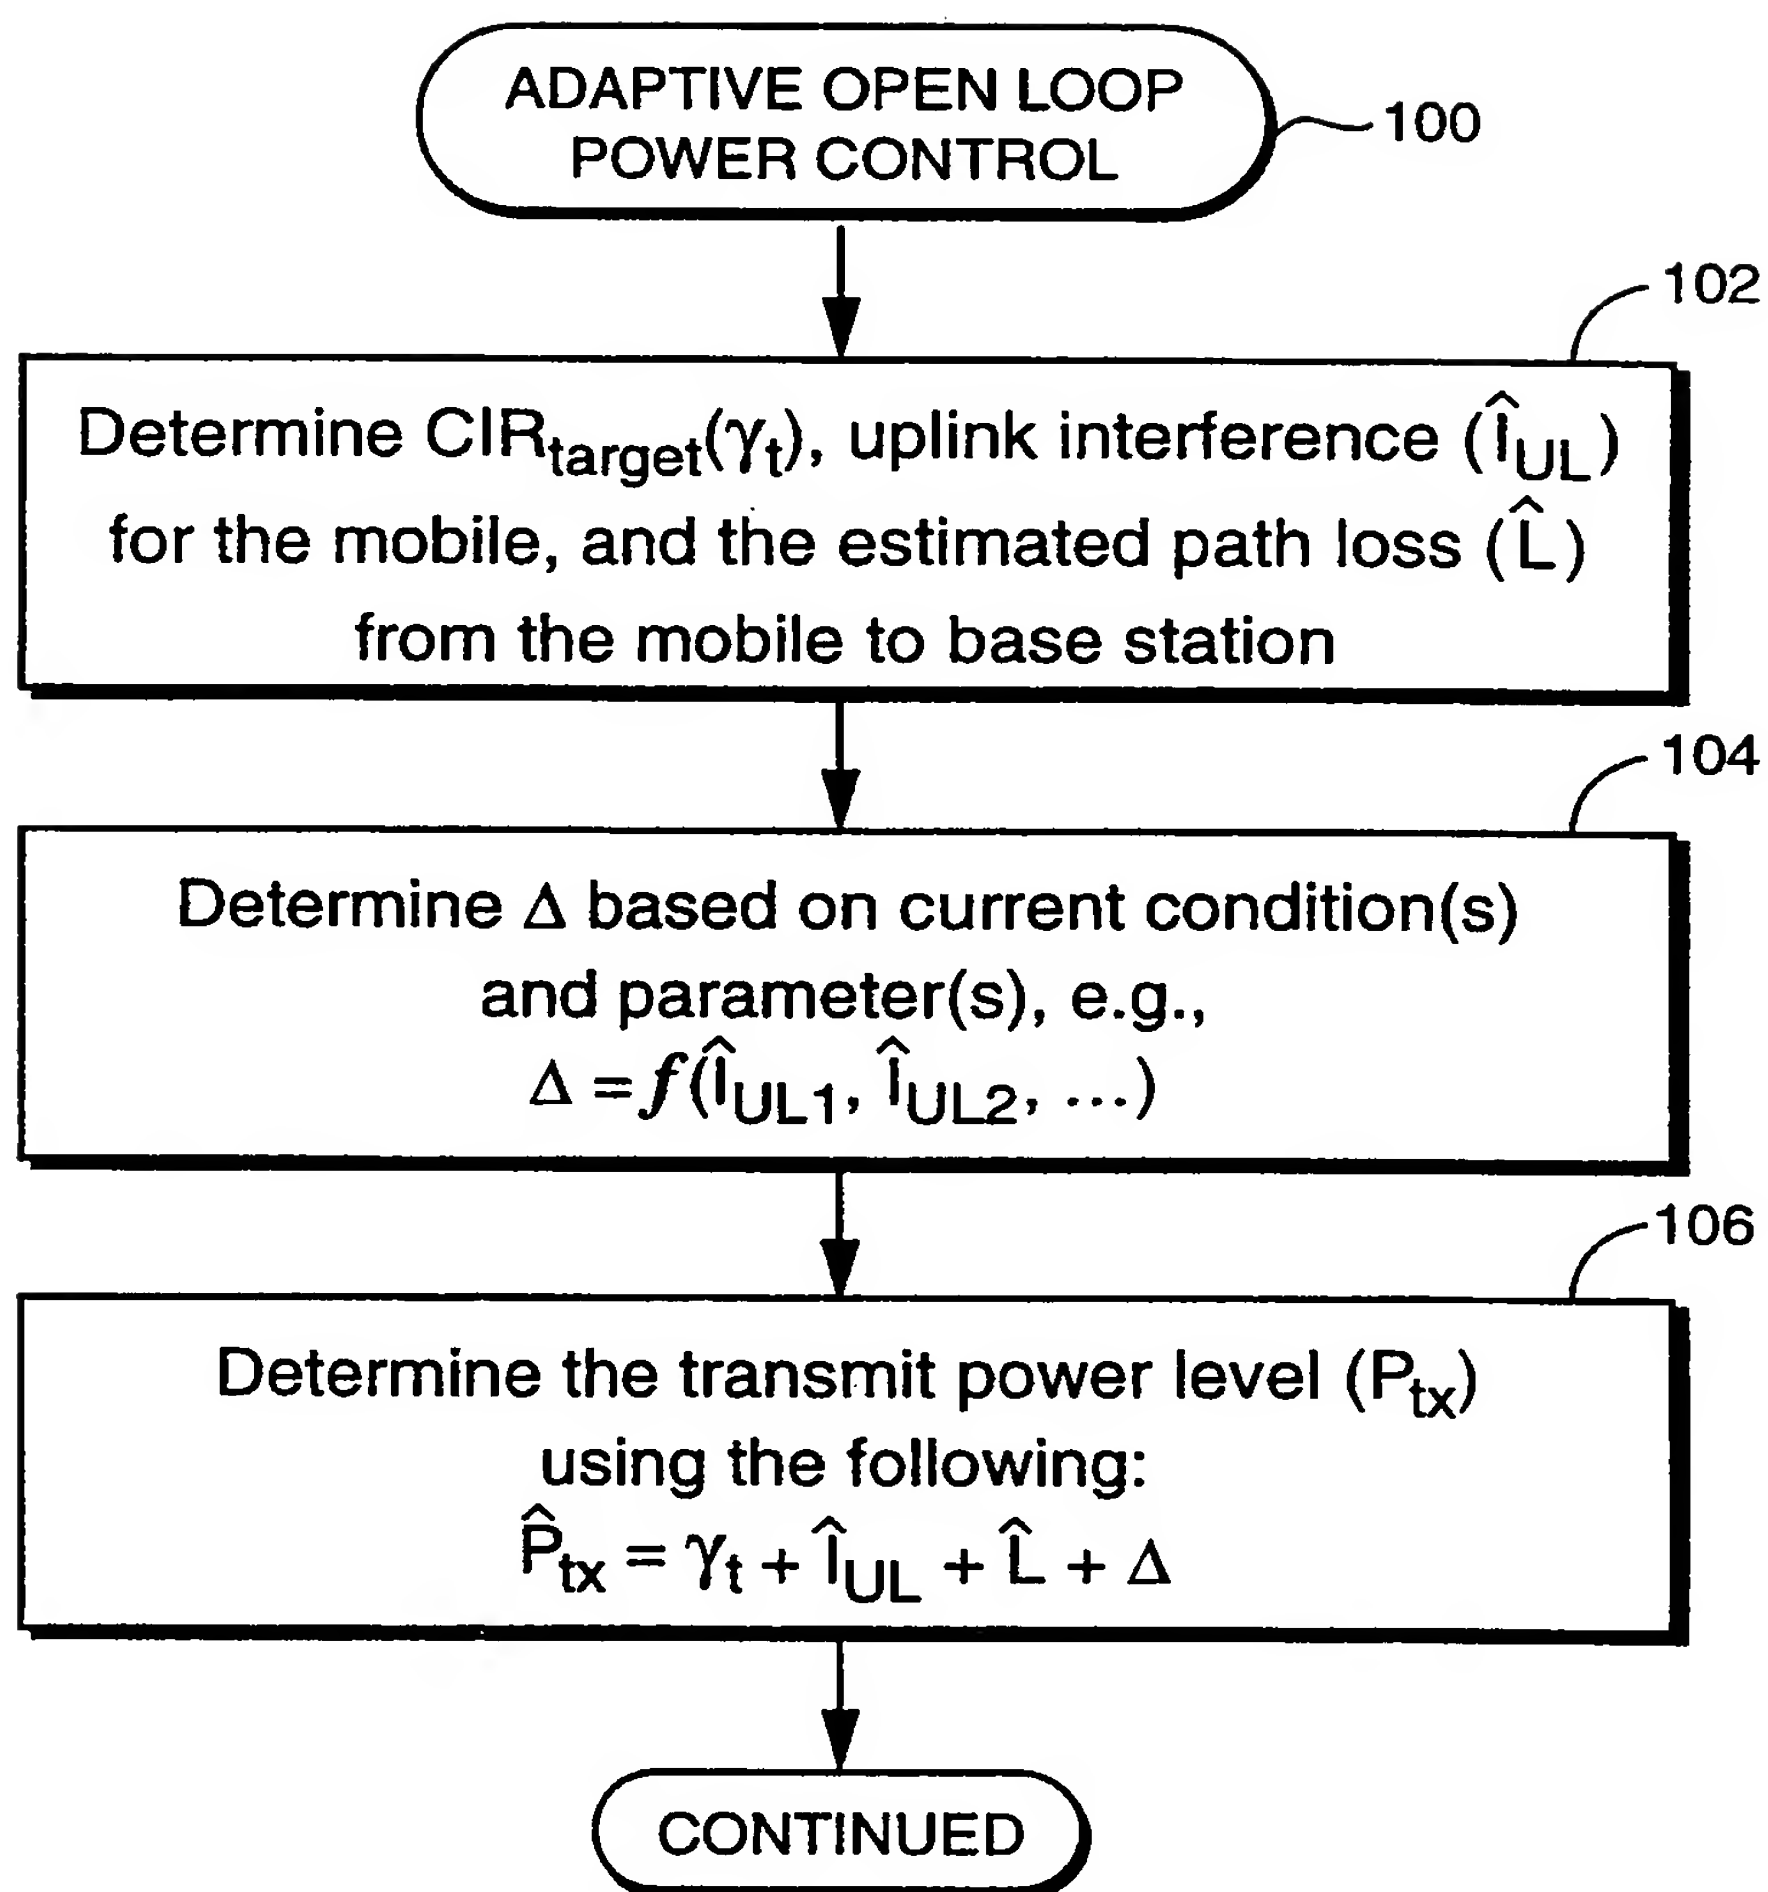 ADAPTIVE OPEN LOOP
POWER CONTROL
100
102
Determine CIR_target(γ_t), uplink interference (Î_UL)
for the mobile, and the estimated path loss (L̂)
from the mobile to base station
104
Determine Δ based on current condition(s)
and parameter(s), e.g.,
Δ = f(Î_UL1, Î_UL2, ...)
106
Determine the transmit power level (P_tx)
using the following:
P̂_tx = γ_t + Î_UL + L̂ + Δ
CONTINUED